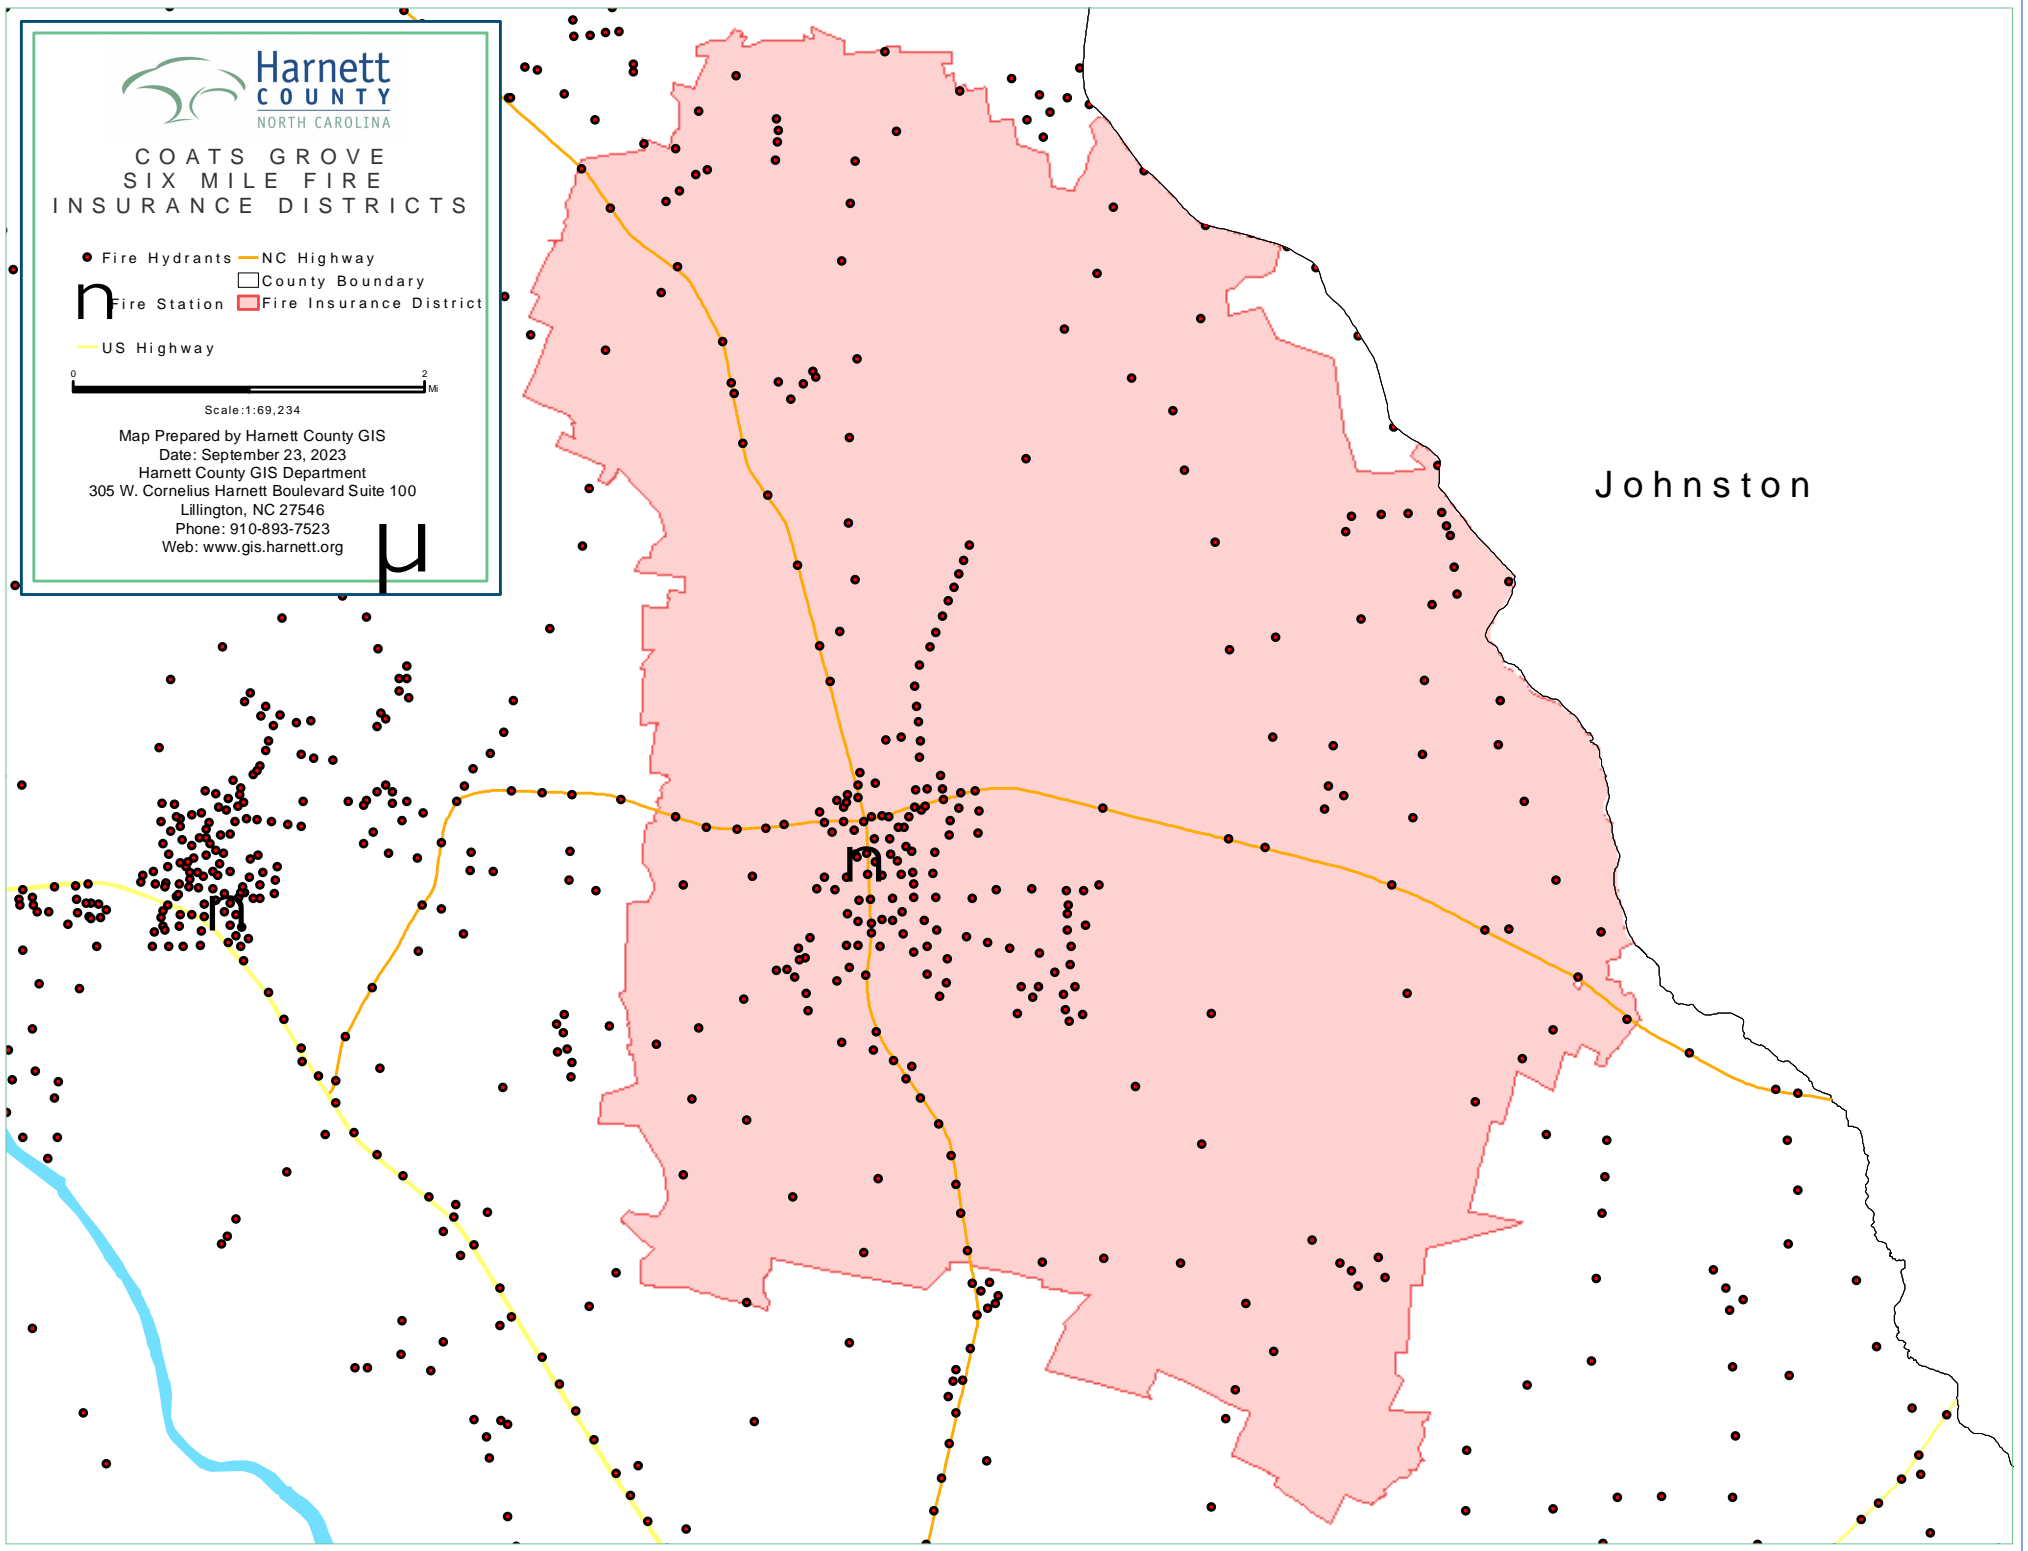 Harnett
COUNTY
NORTH CAROLINA
COATS GROVE
SIX MILE FIRE
INSURANCE DISTRICTS
Fire Hydrants
NC Highway
County Boundary
n Fire Station
Fire Insurance District
US Highway
0 2
Mi
Scale:1:69,234
Map Prepared by Harnett County GIS
Date: September 23, 2023
Harnett County GIS Department
305 W. Cornelius Harnett Boulevard Suite 100
Lillington, NC 27546
Phone: 910-893-7523
Web: www.gis.harnett.org
µ
Johnston
n
n